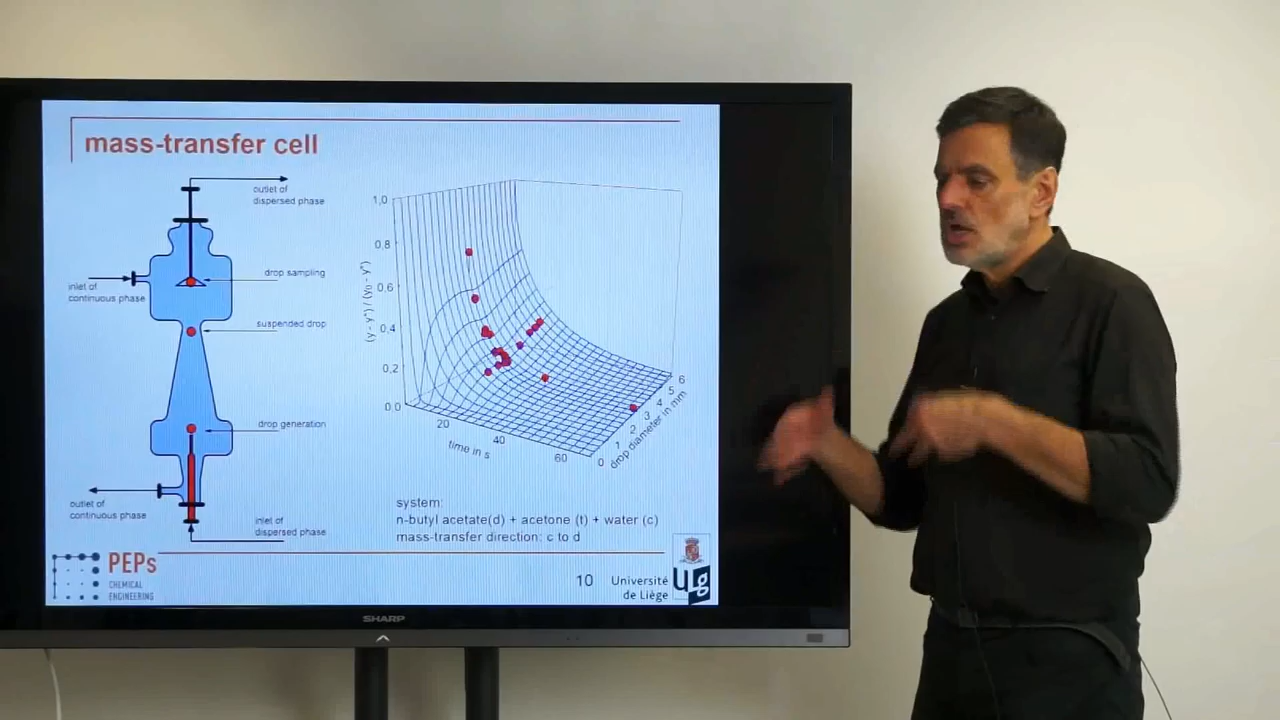 mass-transfer cell
outlet of
dispersed phase
drop sampling
inlet of
continuous phase
suspended drop
drop generation
outlet of
continuous phase
inlet of
dispersed phase
1,0
0,8
0,6
0,4
0,2
0,0
(y - y*) / (y₀ - y*)
20
40
60
time in s
0
1
2
3
4
5
6
drop diameter in mm
system:
n-butyl acetate(d) + acetone (t) + water (c)
mass-transfer direction: c to d
PEPs
CHEMICAL
ENGINEERING
10
Université
de Liège
Ug
SHARP